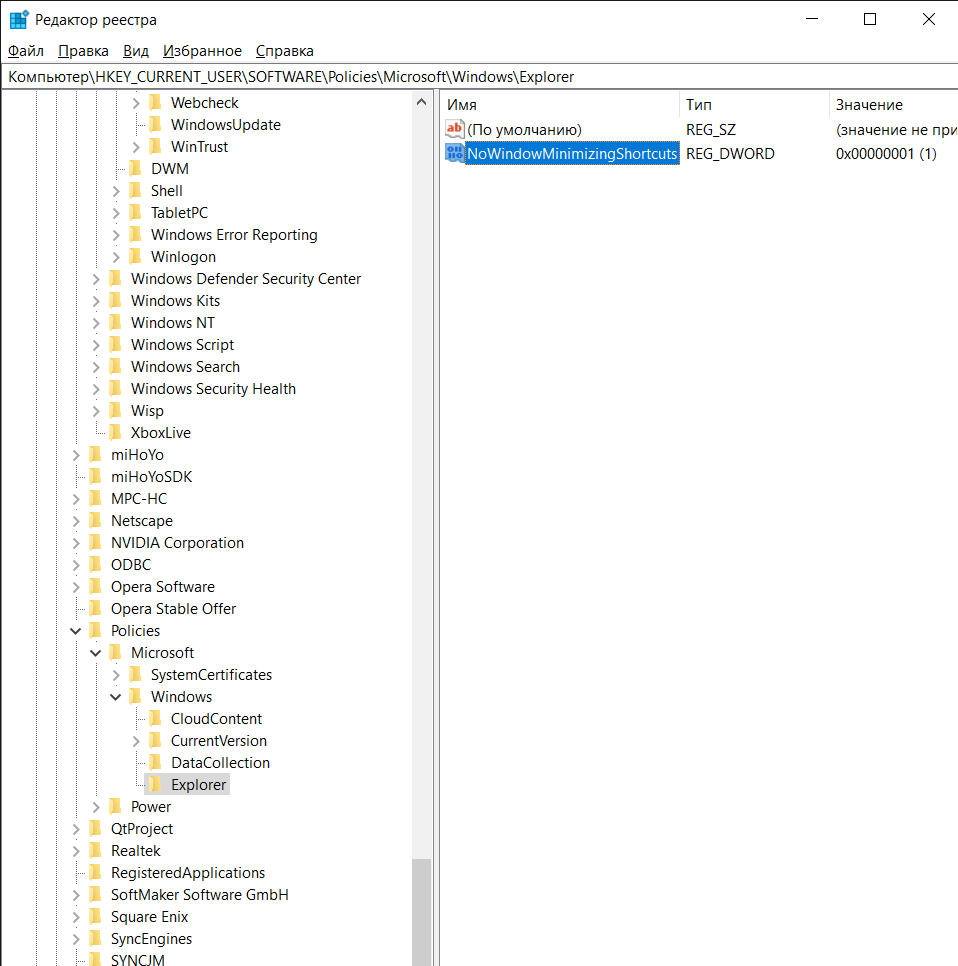 Редактор реестра
Файл Правка Вид Избранное Справка
Компьютер\HKEY_CURRENT_USER\SOFTWARE\Policies\Microsoft\Windows\Explorer
Webcheck
WindowsUpdate
WinTrust
DWM
Shell
TabletPC
Windows Error Reporting
Winlogon
Windows Defender Security Center
Windows Kits
Windows NT
Windows Script
Windows Search
Windows Security Health
Wisp
XboxLive
miHoYo
miHoYoSDK
MPC-HC
Netscape
NVIDIA Corporation
ODBC
Opera Software
Opera Stable Offer
Policies
Microsoft
SystemCertificates
Windows
CloudContent
CurrentVersion
DataCollection
Explorer
Power
QtProject
Realtek
RegisteredApplications
SoftMaker Software GmbH
Square Enix
SyncEngines
SYNCJM
Имя Тип Значение
(По умолчанию) REG_SZ (значение не при
NoWindowMinimizingShortcuts REG_DWORD 0x00000001 (1)